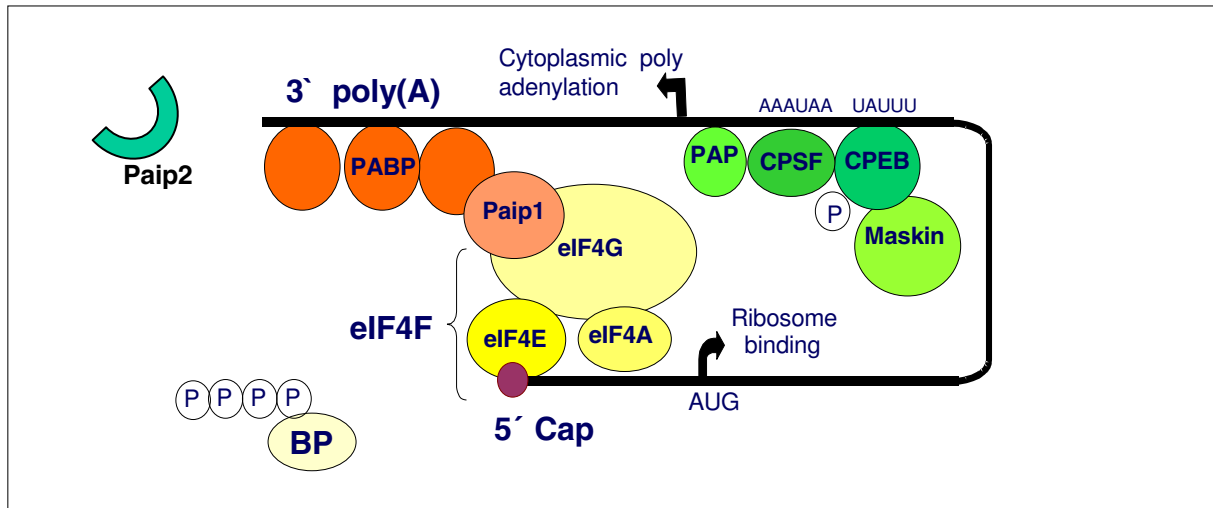 Cytoplasmic poly
adenylation
3` poly(A)
AAAUAA UAUUU
Paip2
PABP
PAP
CPSF
CPEB
P
Paip1
Maskin
eIF4G
eIF4F
eIF4E
eIF4A
Ribosome
binding
AUG
P P P P
BP
5´ Cap